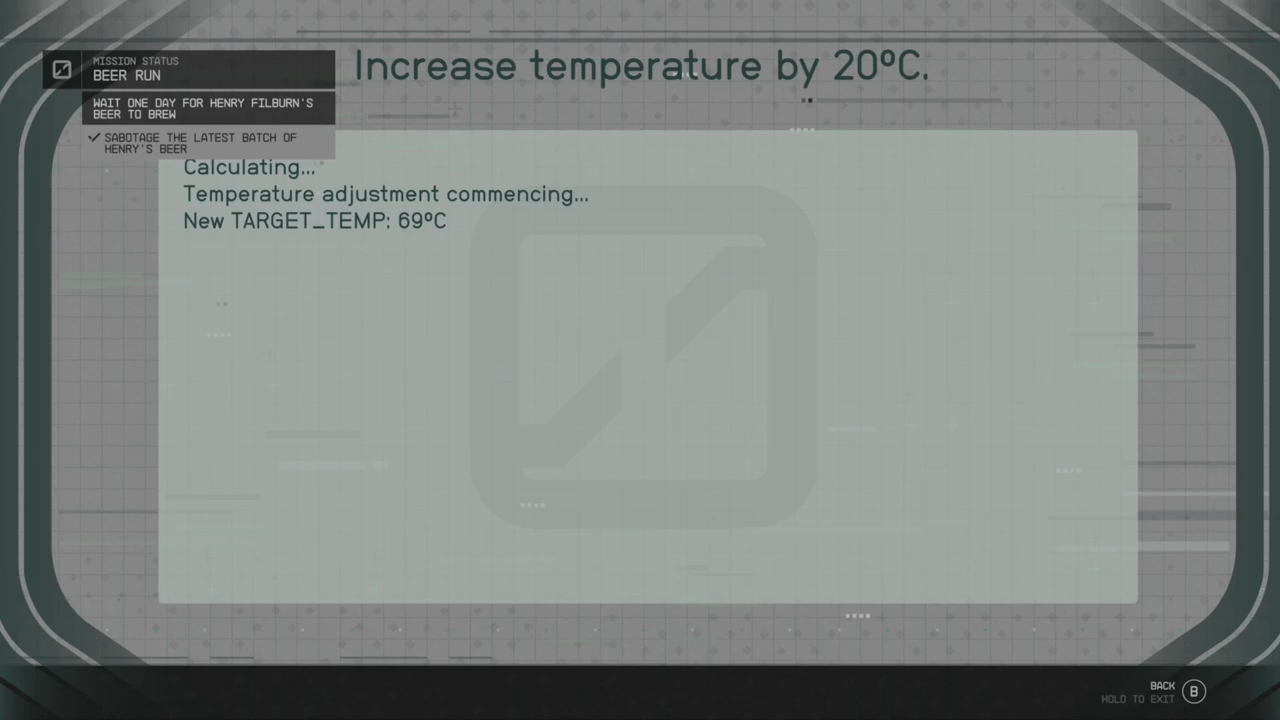 Increase temperature by 20ºC.
MISSION STATUS
BEER RUN
WAIT ONE DAY FOR HENRY FILBURN'S
BEER TO BREW
SABOTAGE THE LATEST BATCH OF
HENRY'S BEER
Calculating...
Temperature adjustment commencing...
New TARGET_TEMP: 69ºC
BACK
B
HOLD TO EXIT